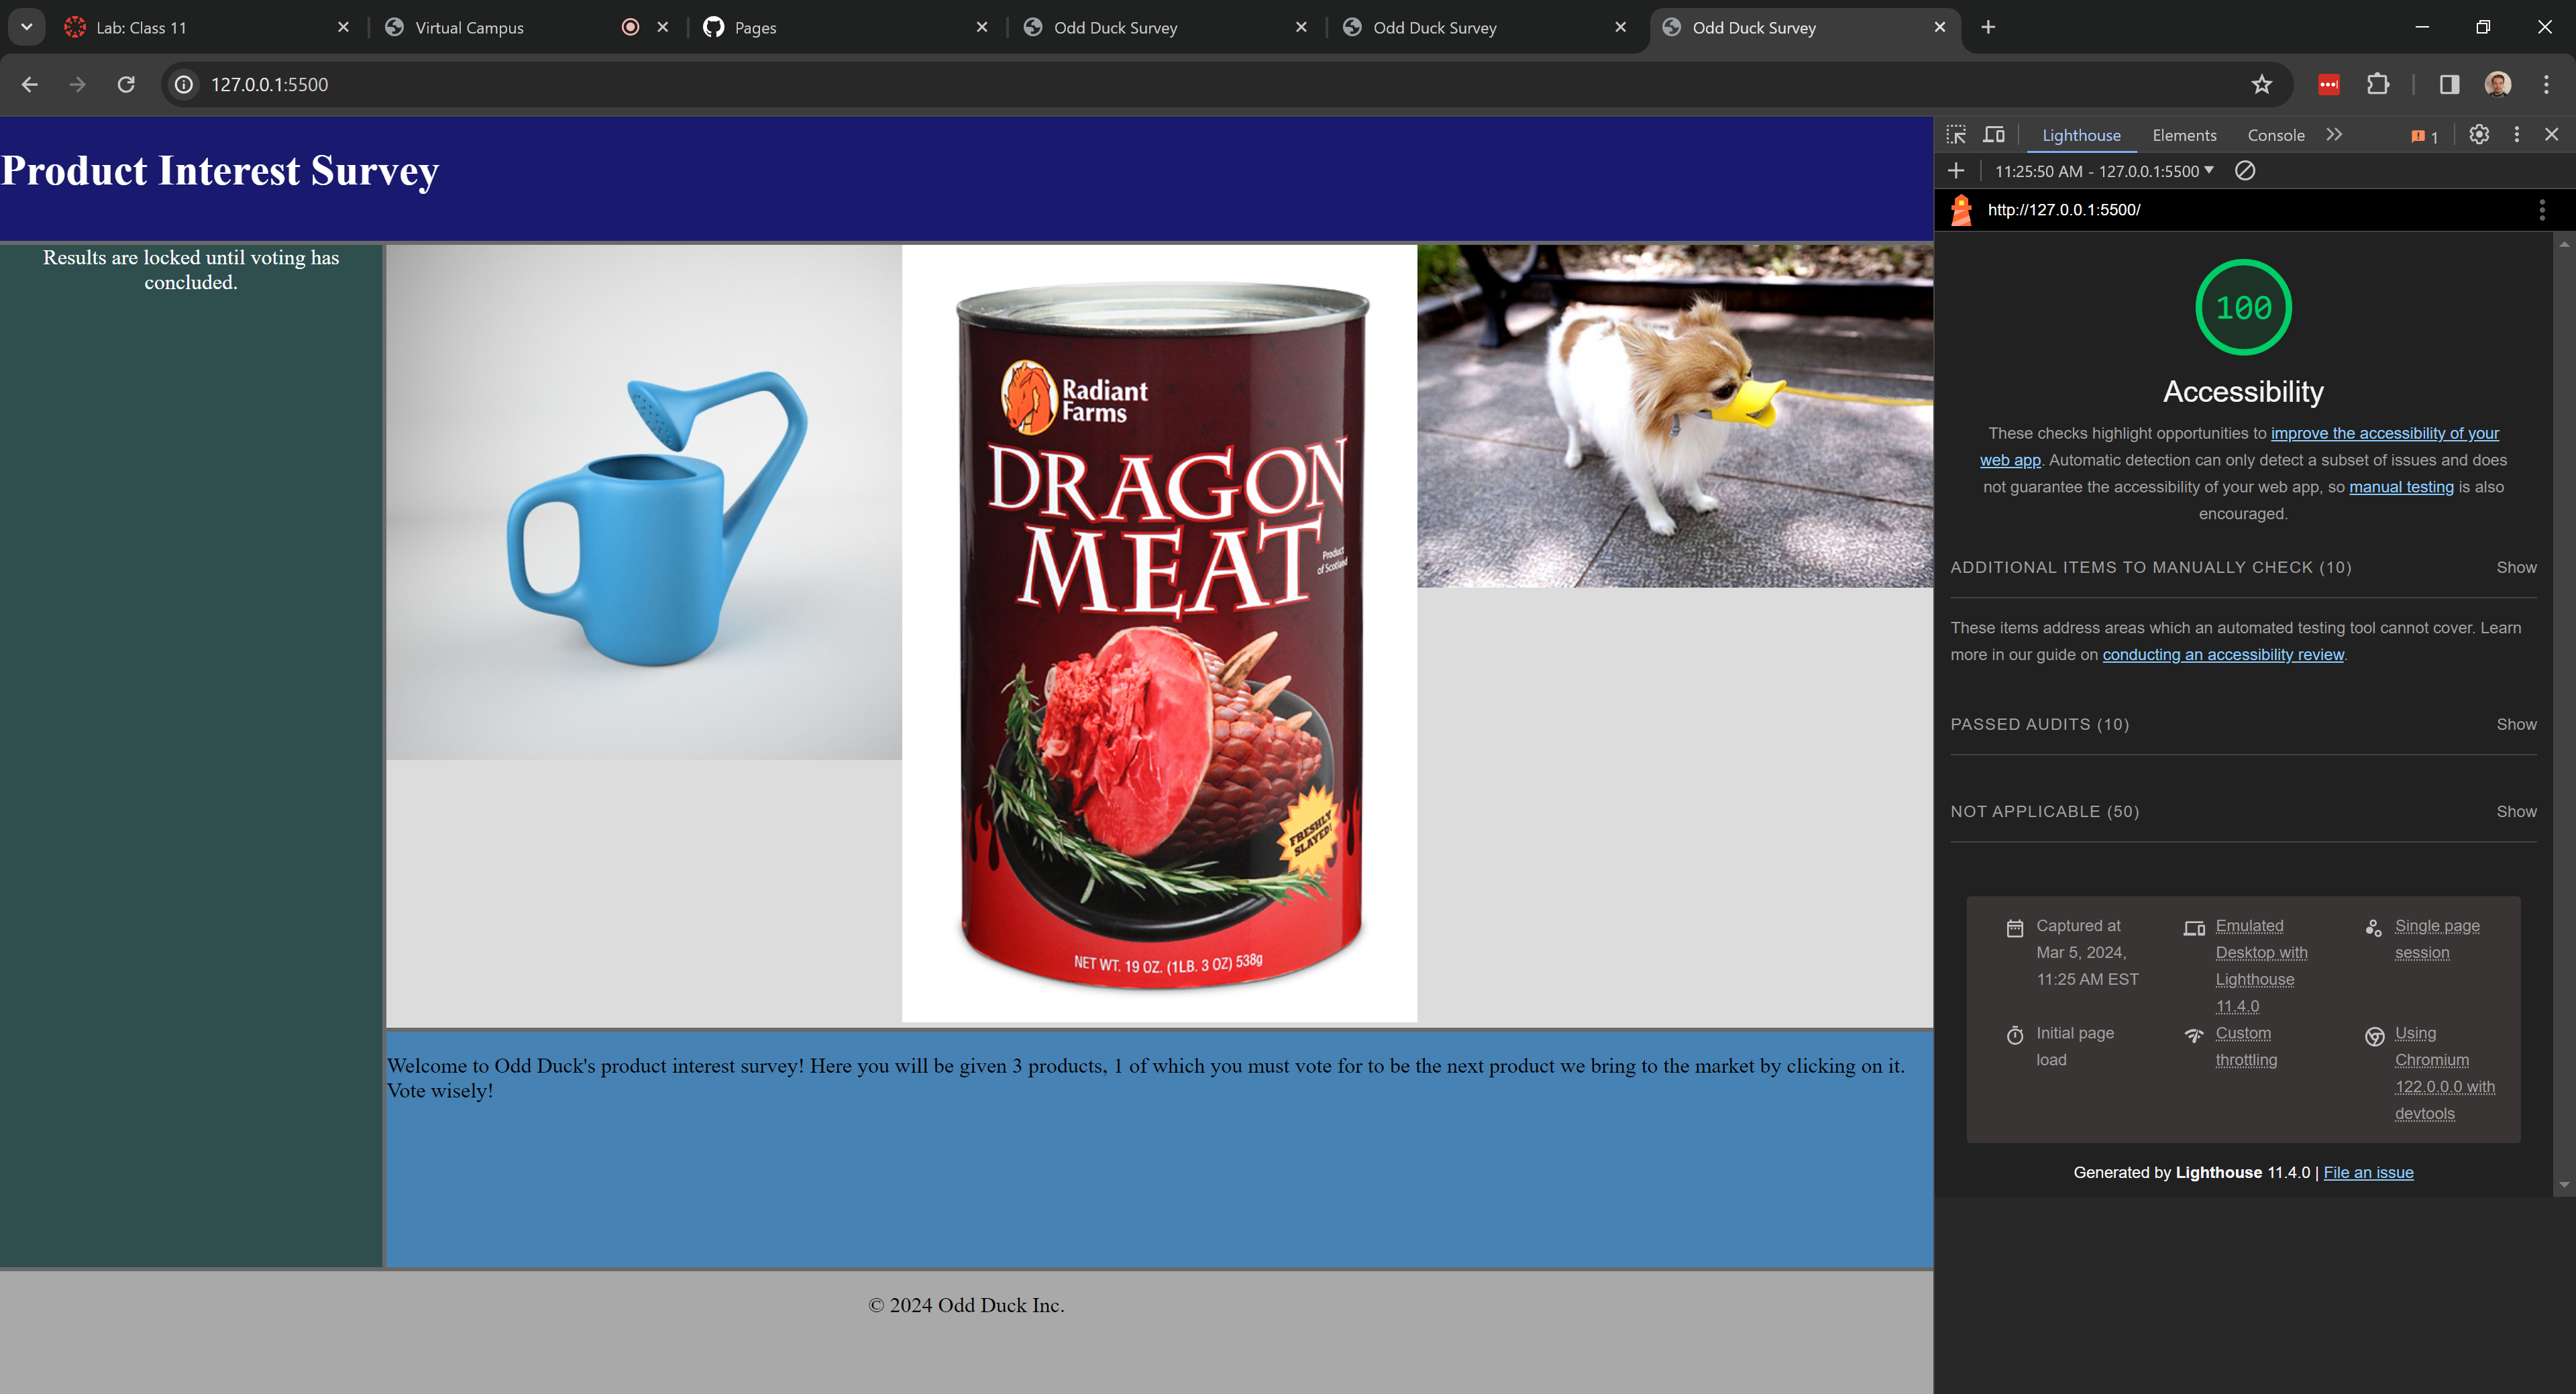 Lab: Class 11
Virtual Campus
Pages
Odd Duck Survey
Odd Duck Survey
Odd Duck Survey
127.0.0.1:5500
Product Interest Survey
Results are locked until voting has
concluded.
Radiant
Farms
DRAGON
MEAT
Product
of Scotland
FRESHLY
SLAYED!
NET WT. 19 OZ. (1LB. 3 OZ) 538g
Welcome to Odd Duck's product interest survey! Here you will be given 3 products, 1 of which you must vote for to be the next product we bring to the market by clicking on it.
Vote wisely!
© 2024 Odd Duck Inc.
Lighthouse
Elements
Console
1
11:25:50 AM - 127.0.0.1:5500
http://127.0.0.1:5500/
100
Accessibility
These checks highlight opportunities to improve the accessibility of your
web app. Automatic detection can only detect a subset of issues and does
not guarantee the accessibility of your web app, so manual testing is also
encouraged.
ADDITIONAL ITEMS TO MANUALLY CHECK (10) Show
These items address areas which an automated testing tool cannot cover. Learn
more in our guide on conducting an accessibility review.
PASSED AUDITS (10) Show
NOT APPLICABLE (50) Show
Captured at
Mar 5, 2024,
11:25 AM EST
Emulated
Desktop with
Lighthouse
11.4.0
Single page
session
Initial page
load
Custom
throttling
Using
Chromium
122.0.0.0 with
devtools
Generated by Lighthouse 11.4.0 | File an issue